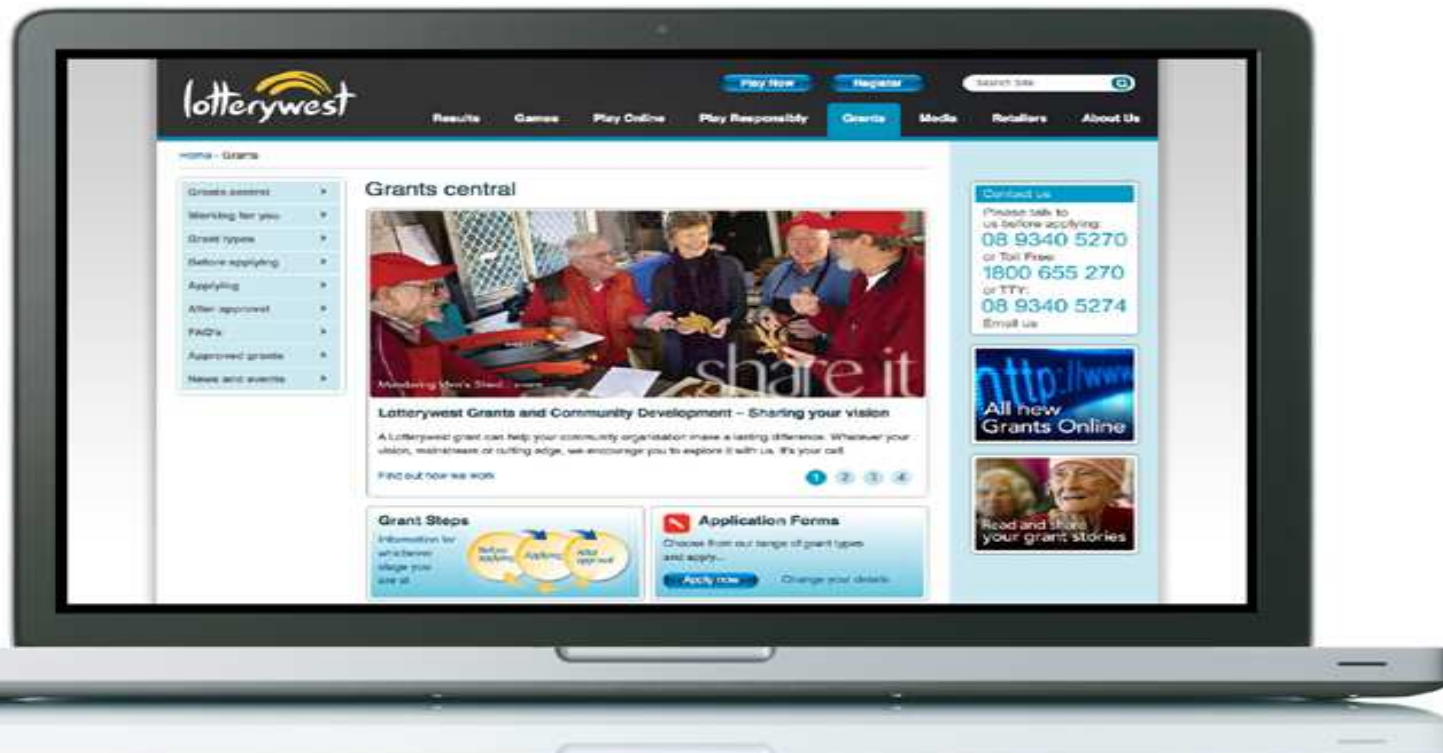 lotterywest
Play Now
Register
Search Site
Results
Games
Play Online
Play Responsibly
Grants
Media
Retailers
About Us
Home - Grants
Grants central
Working for you
Grant types
Before applying
Applying
After approval
FAQ's
Approved grants
News and events
Grants central
share it
Lotterywest Grants and Community Development – Sharing your vision
A Lotterywest grant can help your community organisation make a lasting difference. Whatever your
vision, mainstream or cutting edge, we encourage you to explore it with us. It's your call.
Find out how we work
1 2 3 4
Grant Steps
Information for
whichever
stage you
are at
Before
applying
Applying
After
approval
Application Forms
Choose from our range of grant types
and apply...
Apply now
Change your details
Contact us
Please talk to
us before applying:
08 9340 5270
or Toll Free:
1800 655 270
or TTY:
08 9340 5274
Email us
http://www
All new
Grants Online
Read and share
your grant stories